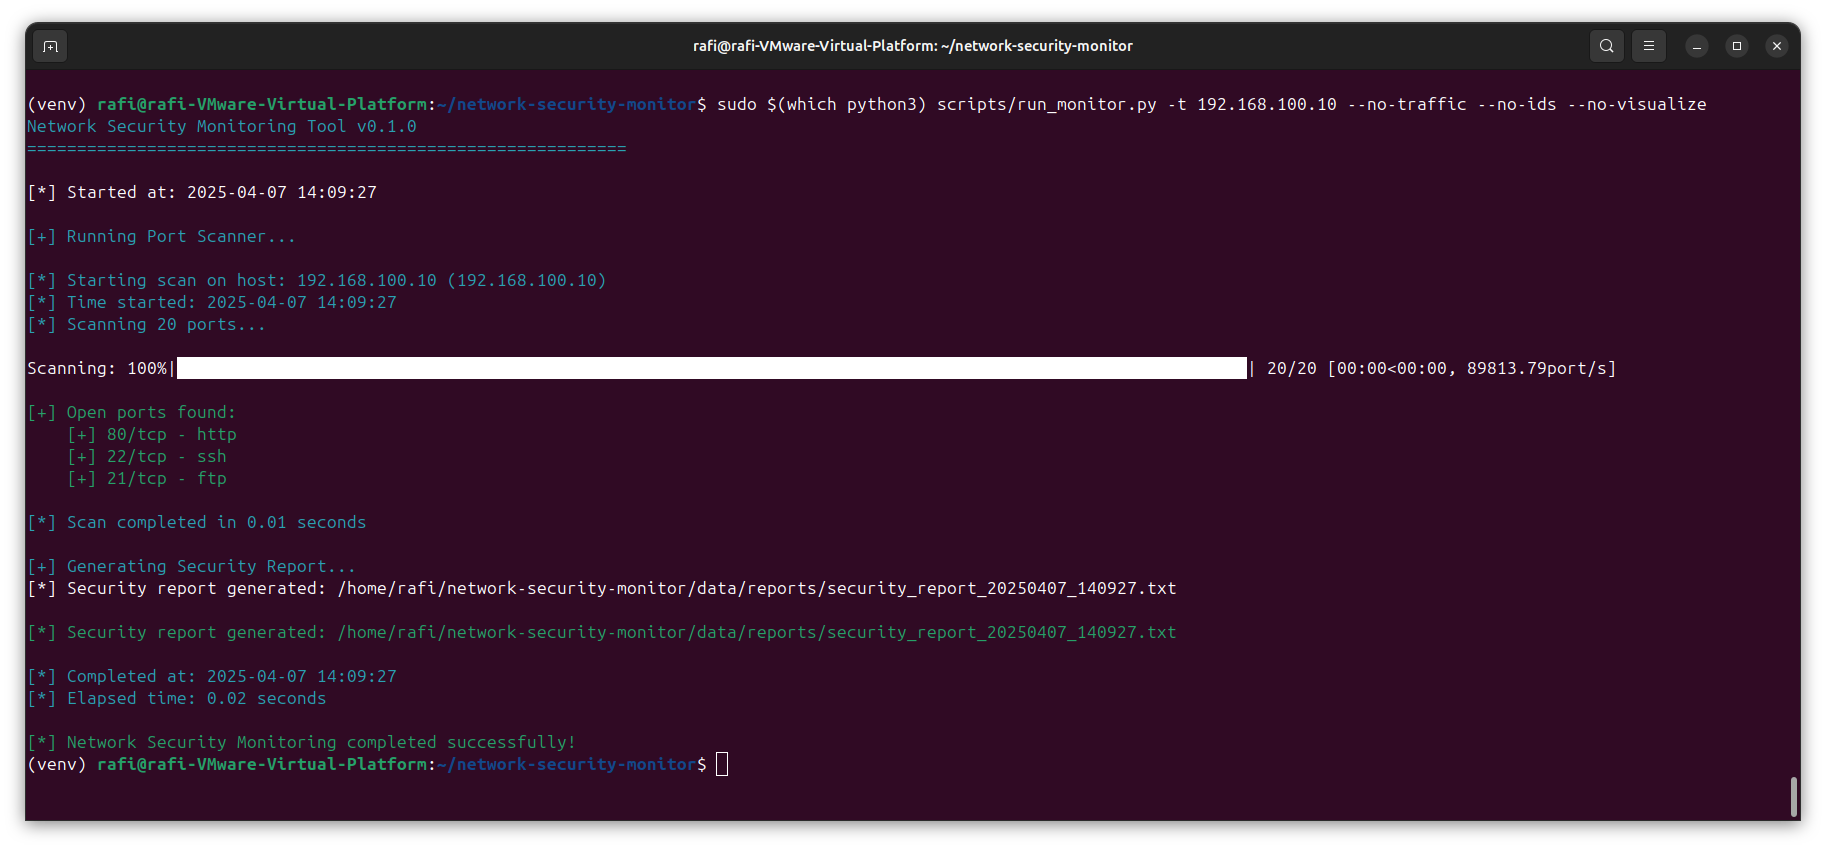 rafi@rafi-VMware-Virtual-Platform: ~/network-security-monitor
(venv) rafi@rafi-VMware-Virtual-Platform:~/network-security-monitor$ sudo $(which python3) scripts/run_monitor.py -t 192.168.100.10 --no-traffic --no-ids --no-visualize
Network Security Monitoring Tool v0.1.0
============================================================
[*] Started at: 2025-04-07 14:09:27
[+] Running Port Scanner...
[*] Starting scan on host: 192.168.100.10 (192.168.100.10)
[*] Time started: 2025-04-07 14:09:27
[*] Scanning 20 ports...
Scanning: 100%|                                                                                                           | 20/20 [00:00<00:00, 89813.79port/s]
[+] Open ports found:
    [+] 80/tcp - http
    [+] 22/tcp - ssh
    [+] 21/tcp - ftp
[*] Scan completed in 0.01 seconds
[+] Generating Security Report...
[*] Security report generated: /home/rafi/network-security-monitor/data/reports/security_report_20250407_140927.txt
[*] Security report generated: /home/rafi/network-security-monitor/data/reports/security_report_20250407_140927.txt
[*] Completed at: 2025-04-07 14:09:27
[*] Elapsed time: 0.02 seconds
[*] Network Security Monitoring completed successfully!
(venv) rafi@rafi-VMware-Virtual-Platform:~/network-security-monitor$